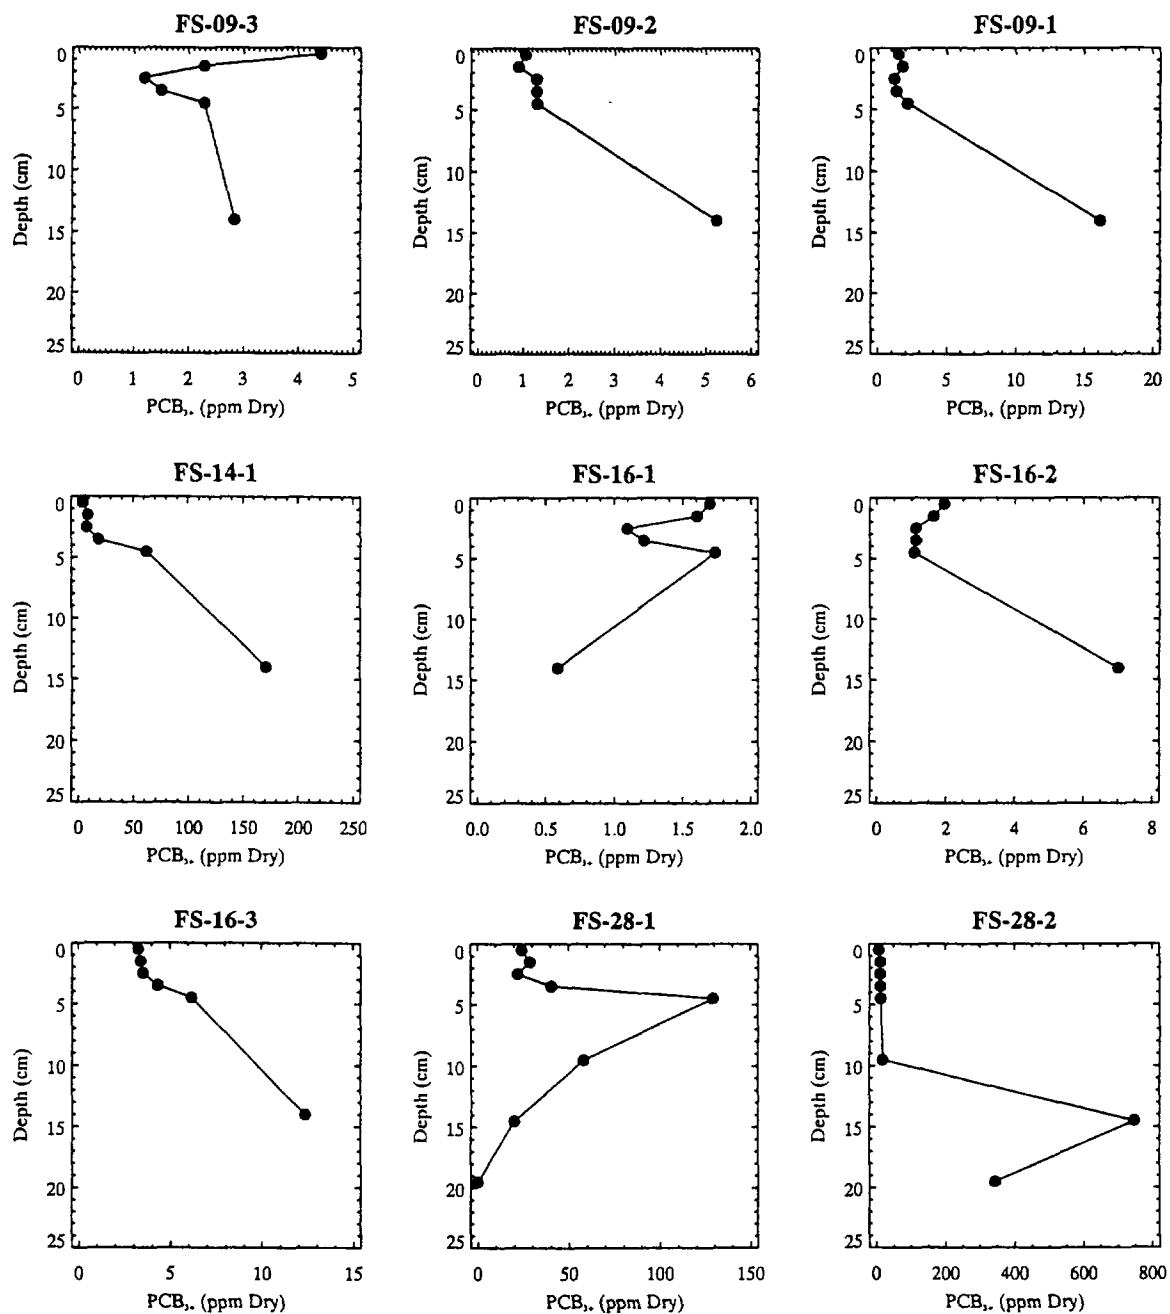 FS-09-3
0
5
10
15
20
25
Depth (cm)
0 1 2 3 4 5
PCB₃₊ (ppm Dry)
FS-09-2
0
5
10
15
20
25
Depth (cm)
0 1 2 3 4 5 6
PCB₃₊ (ppm Dry)
FS-09-1
0
5
10
15
20
25
Depth (cm)
0 5 10 15 20
PCB₃₊ (ppm Dry)
FS-14-1
0
5
10
15
20
25
Depth (cm)
0 50 100 150 200 250
PCB₃₊ (ppm Dry)
FS-16-1
0
5
10
15
20
25
Depth (cm)
0.0 0.5 1.0 1.5 2.0
PCB₃₊ (ppm Dry)
FS-16-2
0
5
10
15
20
25
Depth (cm)
0 2 4 6 8
PCB₃₊ (ppm Dry)
FS-16-3
0
5
10
15
20
25
Depth (cm)
0 5 10 15
PCB₃₊ (ppm Dry)
FS-28-1
0
5
10
15
20
25
Depth (cm)
0 50 100 150
PCB₃₊ (ppm Dry)
FS-28-2
0
5
10
15
20
25
Depth (cm)
0 200 400 600 800
PCB₃₊ (ppm Dry)